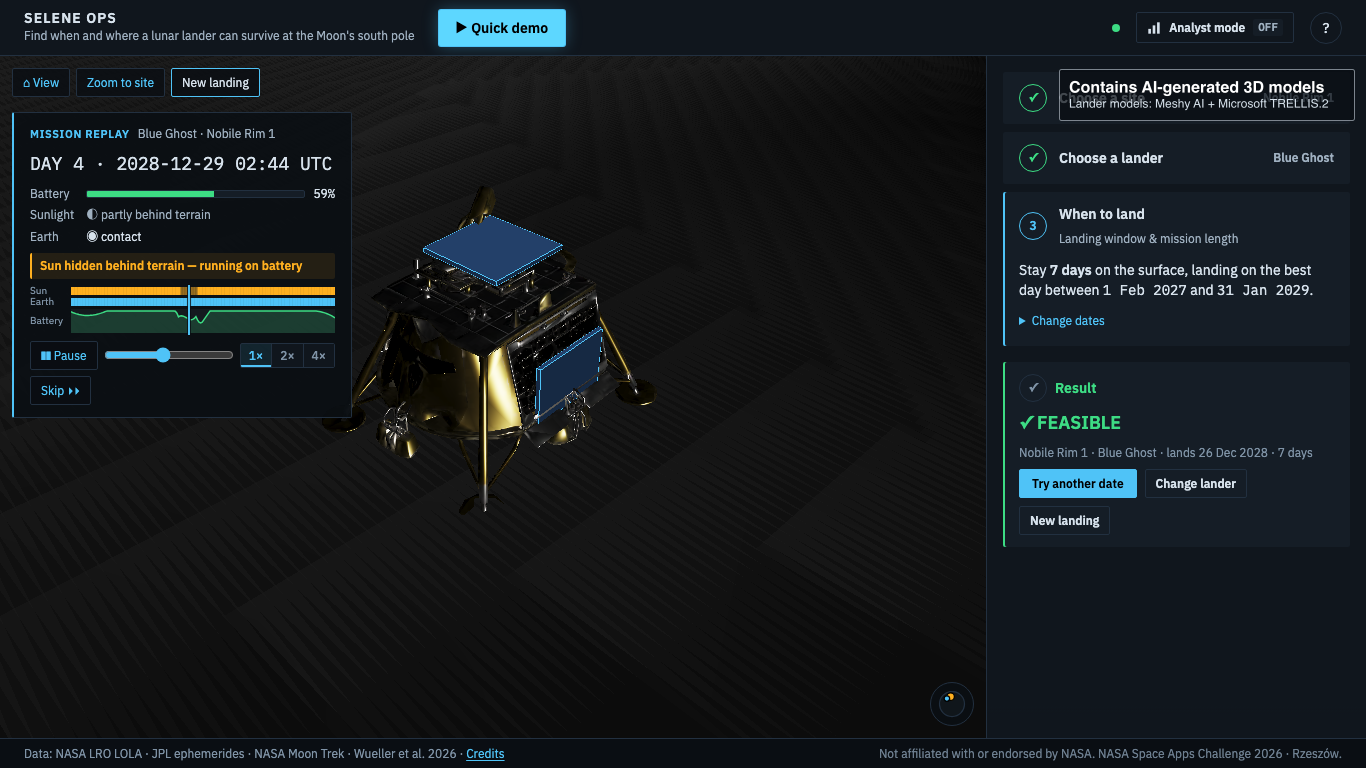 SELENE OPS
Find when and where a lunar lander can survive at the Moon's south pole
▶ Quick demo
Analyst mode OFF
?
⌂ View
Zoom to site
New landing
MISSION REPLAY Blue Ghost · Nobile Rim 1
DAY 4 · 2028-12-29 02:44 UTC
Battery 59%
Sunlight partly behind terrain
Earth contact
Sun hidden behind terrain — running on battery
Sun
Earth
Battery
Pause
1× 2× 4×
Skip
Contains AI-generated 3D models
Lander models: Meshy AI + Microsoft TRELLIS.2
✓ Choose a site Nobile Rim 1
✓ Choose a lander Blue Ghost
3 When to land
Landing window & mission length
Stay 7 days on the surface, landing on the best
day between 1 Feb 2027 and 31 Jan 2029.
▶ Change dates
✓ Result
✓ FEASIBLE
Nobile Rim 1 · Blue Ghost · lands 26 Dec 2028 · 7 days
Try another date
Change lander
New landing
Data: NASA LRO LOLA · JPL ephemerides · NASA Moon Trek · Wueller et al. 2026 · Credits
Not affiliated with or endorsed by NASA. NASA Space Apps Challenge 2026 · Rzeszów.